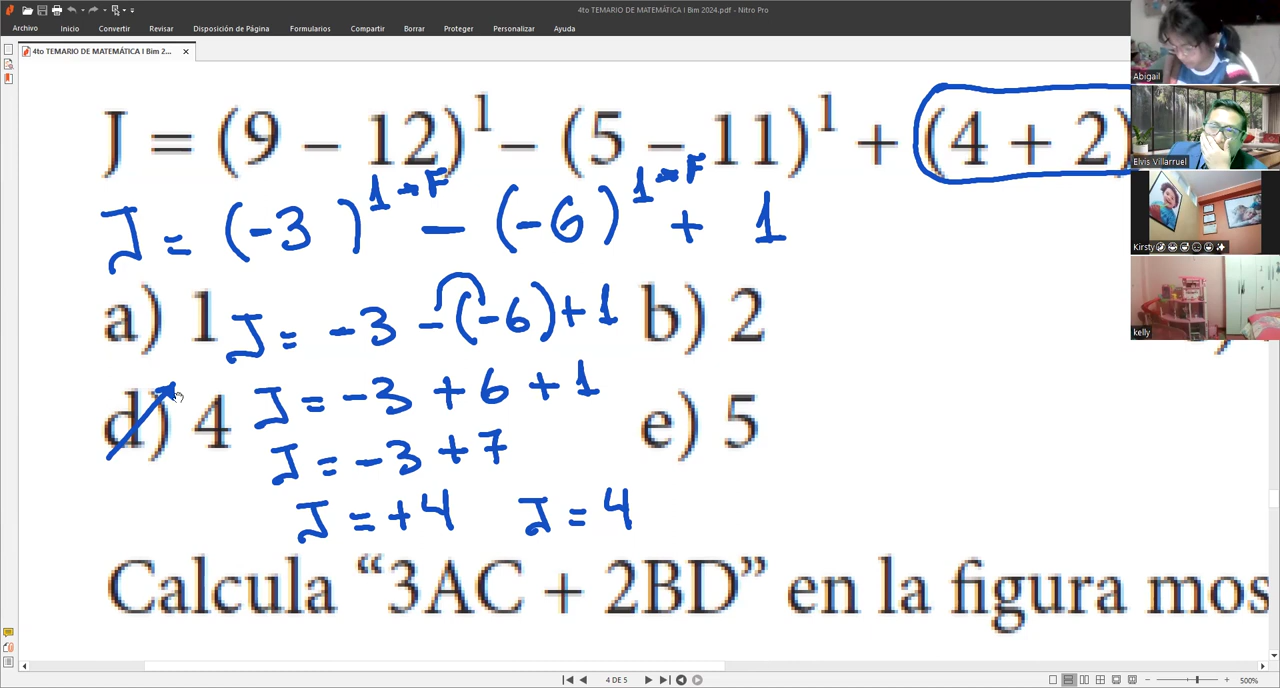 4to TEMARIO DE MATEMÁTICA I Bim 2024.pdf - Nitro Pro
Archivo Inicio Convertir Revisar Disposición de Página Formularios Compartir Borrar Proteger Personalizar Ayuda
4to TEMARIO DE MATEMÁTICA I Bim 2... ×
J = (9 – 12)¹ – (5 – 11)¹ + (4 + 2)
J = (-3)¹ – (-6)¹ + 1
a) 1 J = -3 -(-6)+1 b) 2
d) 4 J = -3 +6 +1 e) 5
J = -3 +7
J = +4 J = 4
Calcula “3AC + 2BD” en la figura mos
Abigail
Elvis Villarruel
Kirsty
kelly
4 DE 5
500%